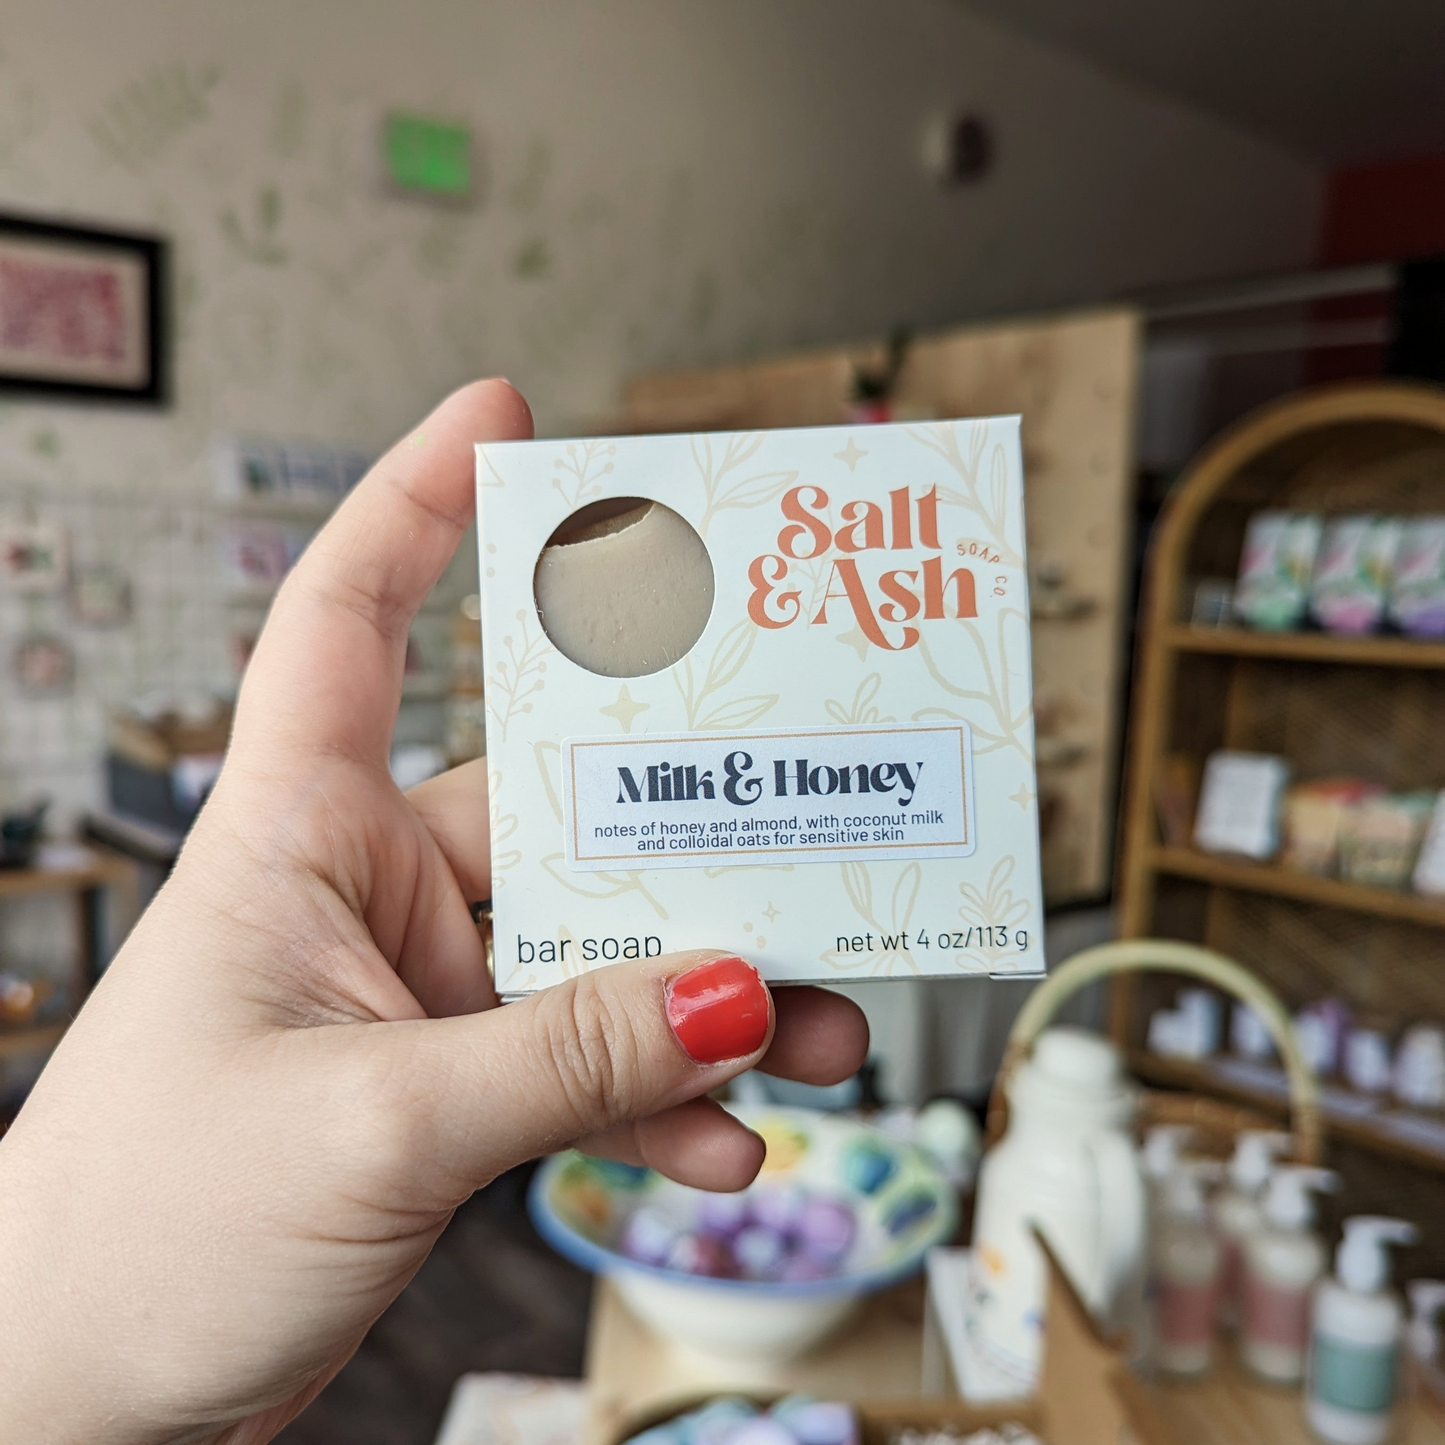 Salt
& Ash
SOAP CO.
Milk & Honey
notes of honey and almond, with coconut milk
and colloidal oats for sensitive skin
bar soap
net wt 4 oz/113 g